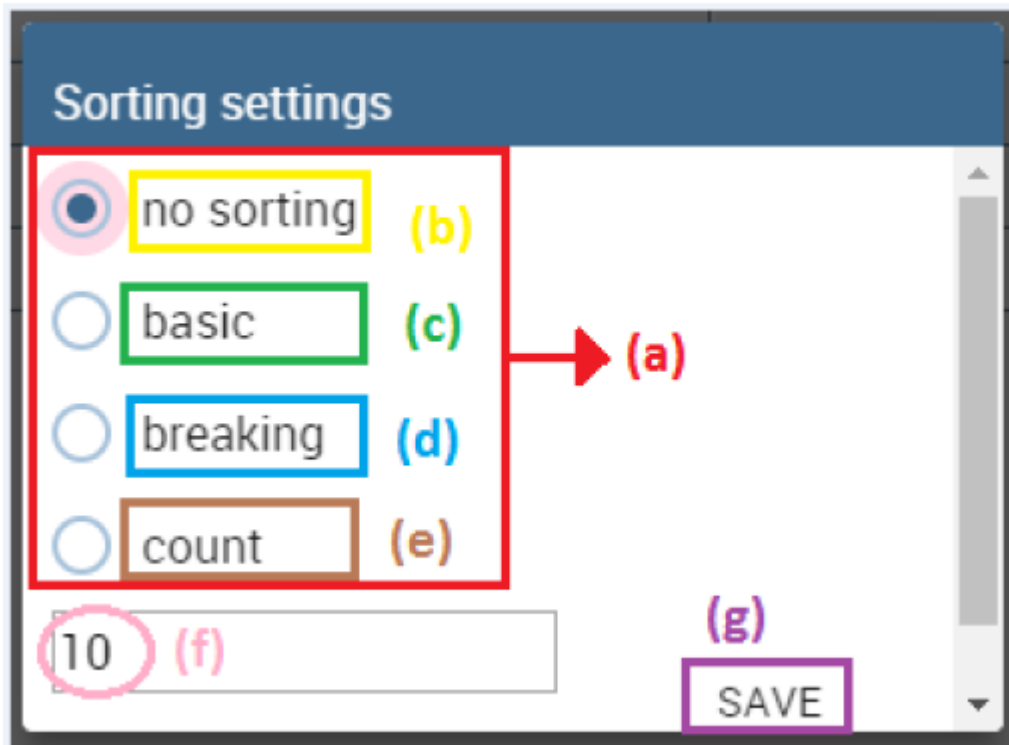 Sorting settings
no sorting (b)
basic (c)
(a)
breaking (d)
count (e)
(g)
10 (f)
SAVE